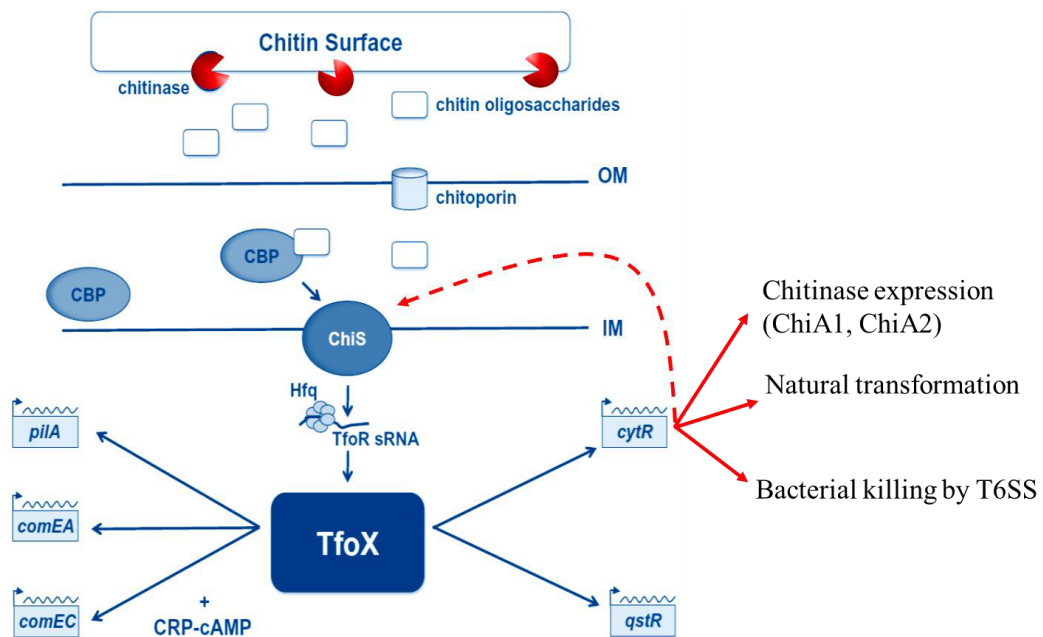 Chitin Surface
chitinase
chitin oligosaccharides
OM
chitoporin
CBP
CBP
IM
ChiS
Chitinase expression
(ChiA1, ChiA2)
Natural transformation
Bacterial killing by T6SS
Hfq
TfoR sRNA
pilA
cytR
comEA
TfoX
comEC
+
CRP-cAMP
qstR